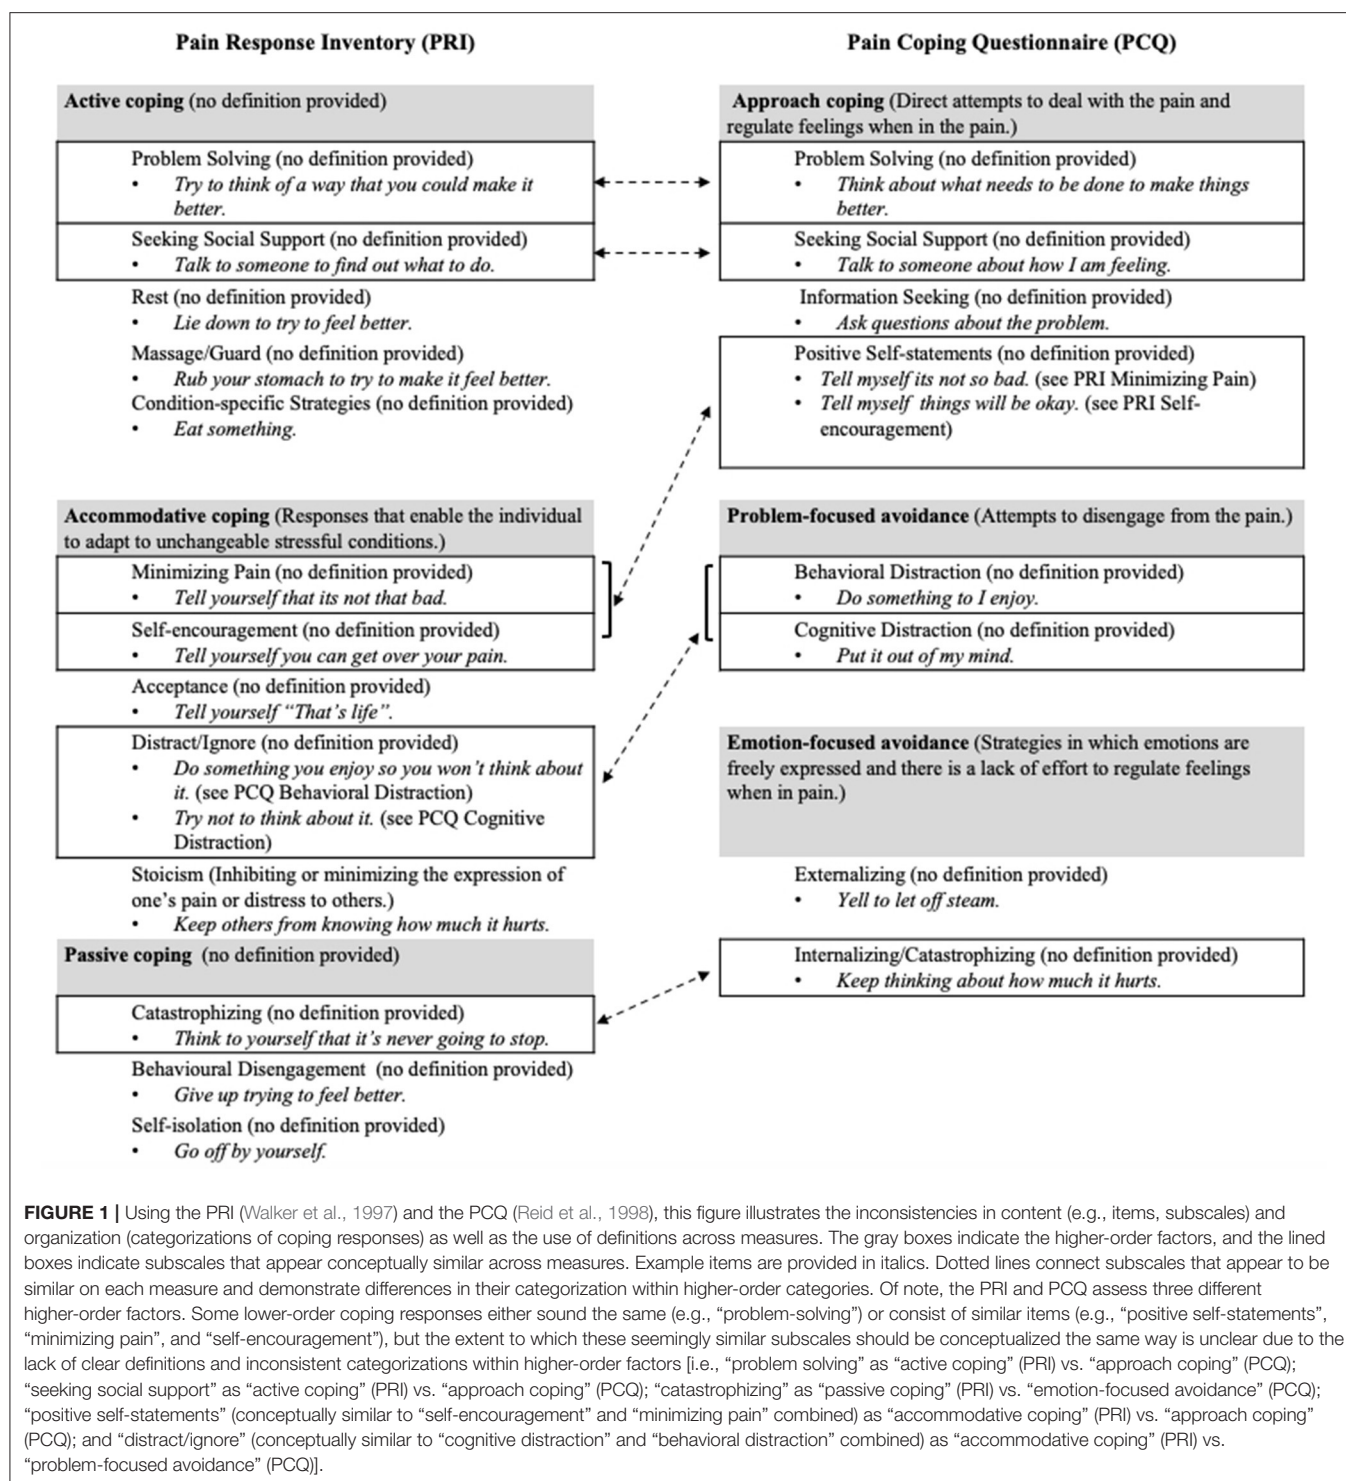 Pain Response Inventory (PRI)
Active coping (no definition provided)
Problem Solving (no definition provided)
• Try to think of a way that you could make it
better.
Seeking Social Support (no definition provided)
• Talk to someone to find out what to do.
Rest (no definition provided)
• Lie down to try to feel better.
Massage/Guard (no definition provided)
• Rub your stomach to try to make it feel better.
Condition-specific Strategies (no definition provided)
• Eat something.
Accommodative coping (Responses that enable the individual
to adapt to unchangeable stressful conditions.)
Minimizing Pain (no definition provided)
• Tell yourself that its not that bad.
Self-encouragement (no definition provided)
• Tell yourself you can get over your pain.
Acceptance (no definition provided)
• Tell yourself “That’s life”.
Distract/Ignore (no definition provided)
• Do something you enjoy so you won’t think about
it. (see PCQ Behavioral Distraction)
• Try not to think about it. (see PCQ Cognitive
Distraction)
Stoicism (Inhibiting or minimizing the expression of
one’s pain or distress to others.)
• Keep others from knowing how much it hurts.
Passive coping (no definition provided)
Catastrophizing (no definition provided)
• Think to yourself that it’s never going to stop.
Behavioural Disengagement (no definition provided)
• Give up trying to feel better.
Self-isolation (no definition provided)
• Go off by yourself.
Pain Coping Questionnaire (PCQ)
Approach coping (Direct attempts to deal with the pain and
regulate feelings when in the pain.)
Problem Solving (no definition provided)
• Think about what needs to be done to make things
better.
Seeking Social Support (no definition provided)
• Talk to someone about how I am feeling.
Information Seeking (no definition provided)
• Ask questions about the problem.
Positive Self-statements (no definition provided)
• Tell myself its not so bad. (see PRI Minimizing Pain)
• Tell myself things will be okay. (see PRI Self-
encouragement)
Problem-focused avoidance (Attempts to disengage from the pain.)
Behavioral Distraction (no definition provided)
• Do something to I enjoy.
Cognitive Distraction (no definition provided)
• Put it out of my mind.
Emotion-focused avoidance (Strategies in which emotions are
freely expressed and there is a lack of effort to regulate feelings
when in pain.)
Externalizing (no definition provided)
• Yell to let off steam.
Internalizing/Catastrophizing (no definition provided)
• Keep thinking about how much it hurts.
FIGURE 1 | Using the PRI (Walker et al., 1997) and the PCQ (Reid et al., 1998), this figure illustrates the inconsistencies in content (e.g., items, subscales) and
organization (categorizations of coping responses) as well as the use of definitions across measures. The gray boxes indicate the higher-order factors, and the lined
boxes indicate subscales that appear conceptually similar across measures. Example items are provided in italics. Dotted lines connect subscales that appear to be
similar on each measure and demonstrate differences in their categorization within higher-order categories. Of note, the PRI and PCQ assess three different
higher-order factors. Some lower-order coping responses either sound the same (e.g., “problem-solving”) or consist of similar items (e.g., “positive self-statements”,
“minimizing pain”, and “self-encouragement”), but the extent to which these seemingly similar subscales should be conceptualized the same way is unclear due to the
lack of clear definitions and inconsistent categorizations within higher-order factors [i.e., “problem solving” as “active coping” (PRI) vs. “approach coping” (PCQ);
“seeking social support” as “active coping” (PRI) vs. “approach coping” (PCQ); “catastrophizing” as “passive coping” (PRI) vs. “emotion-focused avoidance” (PCQ);
“positive self-statements” (conceptually similar to “self-encouragement” and “minimizing pain” combined) as “accommodative coping” (PRI) vs. “approach coping”
(PCQ); and “distract/ignore” (conceptually similar to “cognitive distraction” and “behavioral distraction” combined) as “accommodative coping” (PRI) vs.
“problem-focused avoidance” (PCQ)].